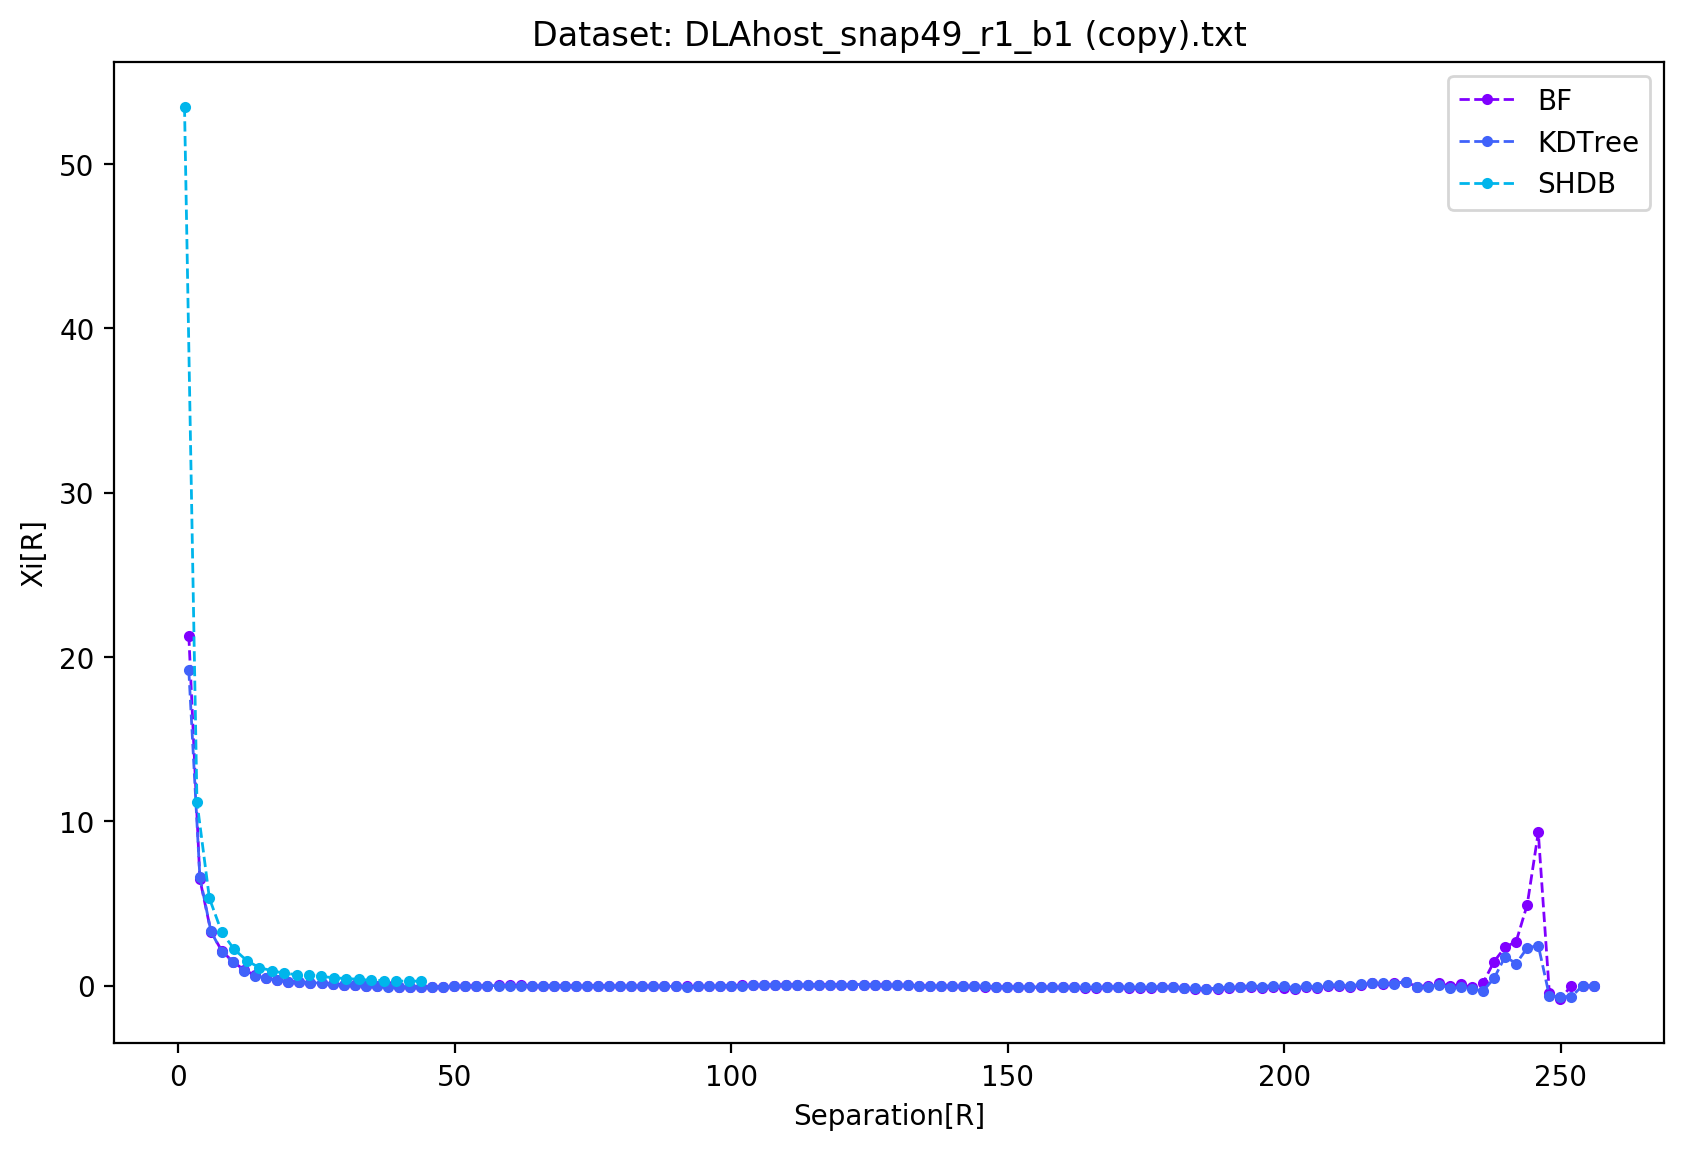 Dataset: DLAhost_snap49_r1_b1 (copy).txt
BF
KDTree
SHDB
Xi[R]
50
40
30
20
10
0
0 50 100 150 200 250
Separation[R]